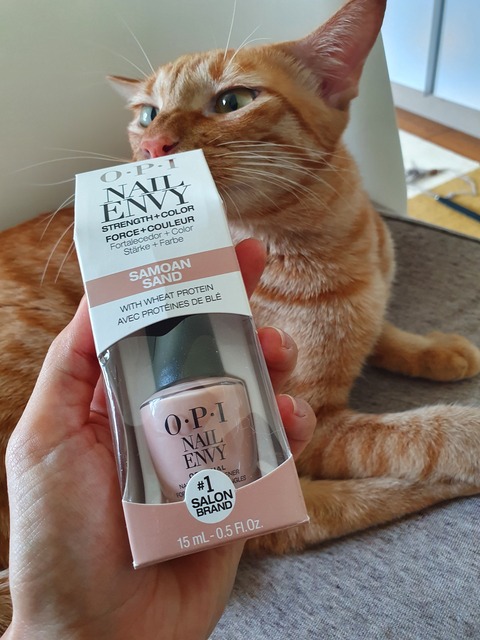 O·P·I
NAIL
ENVY
STRENGTH+COLOR
FORCE+COULEUR
Fortalecedor + Color
Stärke + Farbe
SAMOAN
SAND
WITH WHEAT PROTEIN
AVEC PROTÉINES DE BLÉ
O·P·I
NAIL
ENVY
#1
SALON
BRAND
15 mL - 0.5 Fl.Oz